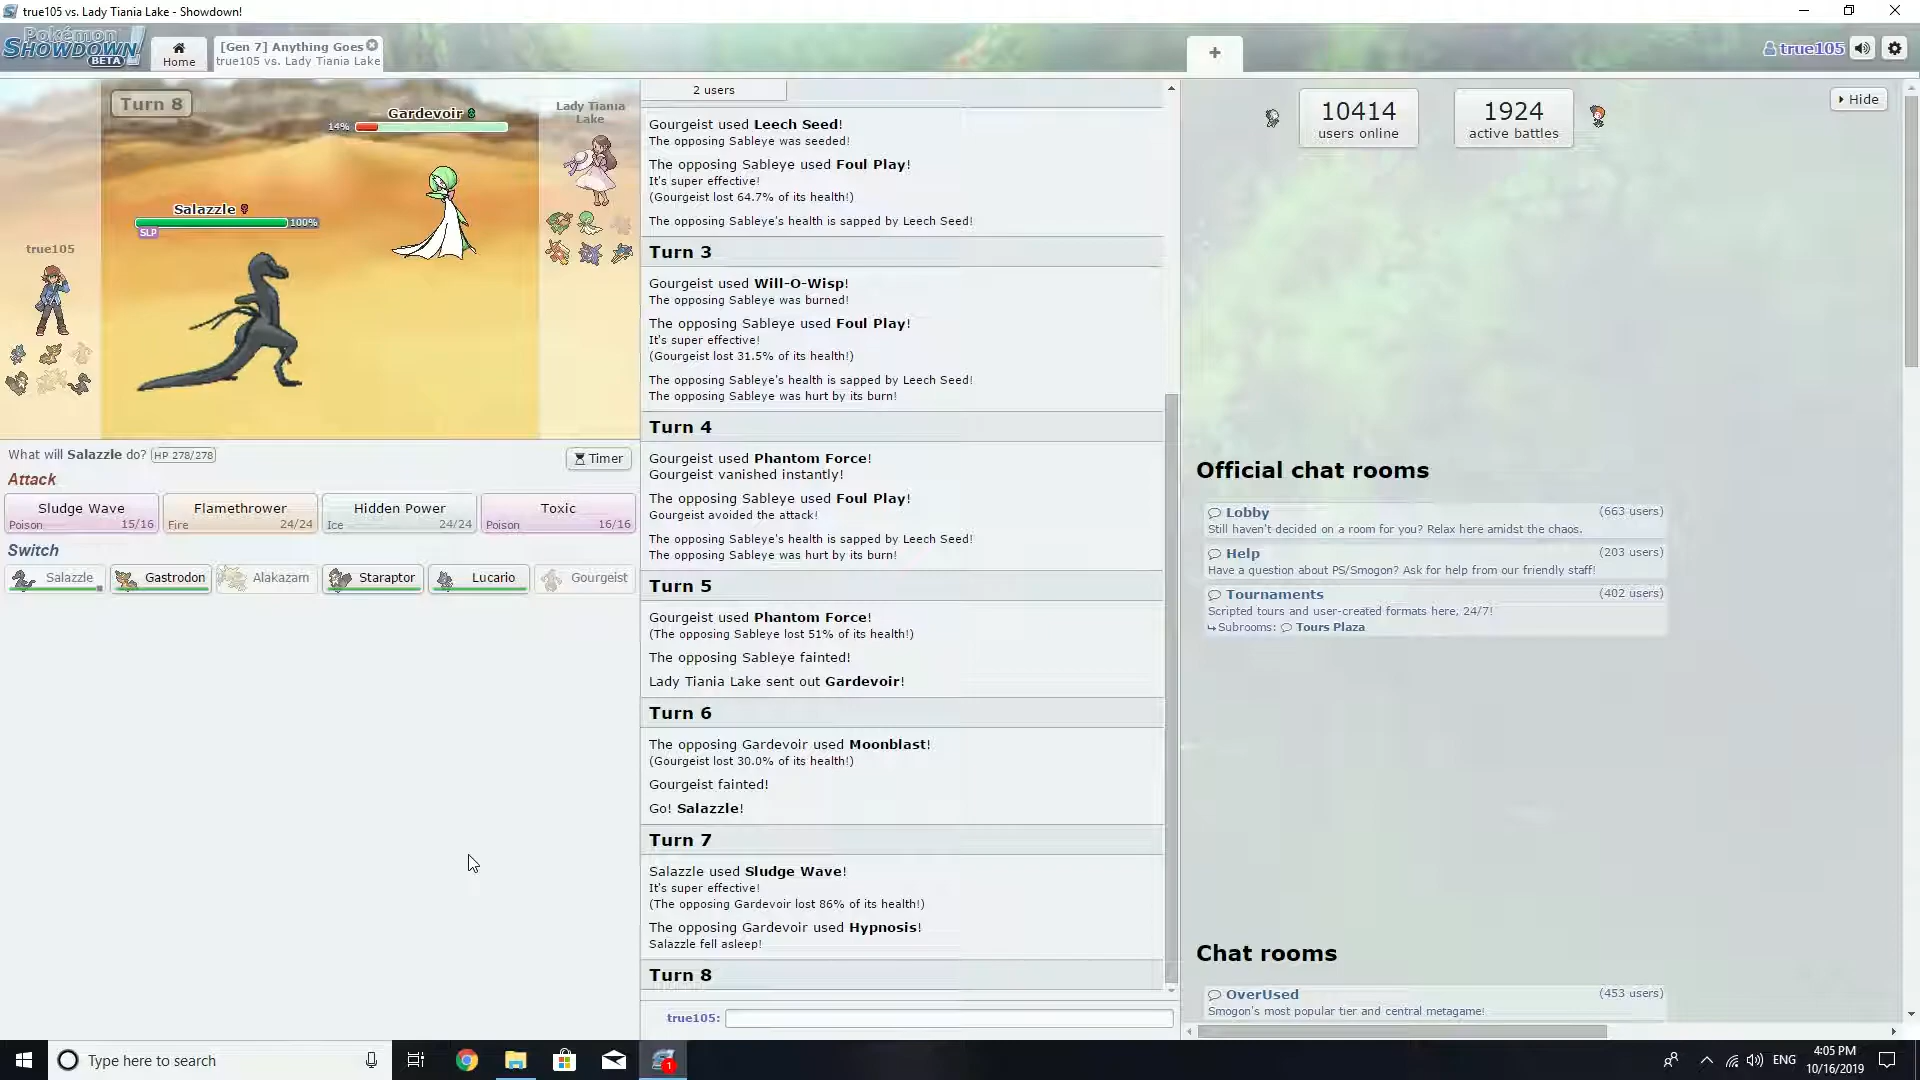 true105 vs. Lady Tiania Lake - Showdown!
Pokémon
SHOWDOWN!
BETA
Home
[Gen 7] Anything Goes
true105 vs. Lady Tiania Lake
+
true105
Turn 8
Gardevoir
14%
Lady Tiania
Lake
Salazzle
100%
SLP
true105
What will Salazzle do? HP 278/278
Timer
Attack
Sludge Wave
Poison 15/16
Flamethrower
Fire 24/24
Hidden Power
Ice 24/24
Toxic
Poison 16/16
Switch
Salazzle
Gastrodon
Alakazam
Staraptor
Lucario
Gourgeist
2 users
Gourgeist used Leech Seed!
The opposing Sableye was seeded!
The opposing Sableye used Foul Play!
It's super effective!
(Gourgeist lost 64.7% of its health!)
The opposing Sableye's health is sapped by Leech Seed!
Turn 3
Gourgeist used Will-O-Wisp!
The opposing Sableye was burned!
The opposing Sableye used Foul Play!
It's super effective!
(Gourgeist lost 31.5% of its health!)
The opposing Sableye's health is sapped by Leech Seed!
The opposing Sableye was hurt by its burn!
Turn 4
Gourgeist used Phantom Force!
Gourgeist vanished instantly!
The opposing Sableye used Foul Play!
Gourgeist avoided the attack!
The opposing Sableye's health is sapped by Leech Seed!
The opposing Sableye was hurt by its burn!
Turn 5
Gourgeist used Phantom Force!
(The opposing Sableye lost 51% of its health!)
The opposing Sableye fainted!
Lady Tiania Lake sent out Gardevoir!
Turn 6
The opposing Gardevoir used Moonblast!
(Gourgeist lost 30.0% of its health!)
Gourgeist fainted!
Go! Salazzle!
Turn 7
Salazzle used Sludge Wave!
It's super effective!
(The opposing Gardevoir lost 86% of its health!)
The opposing Gardevoir used Hypnosis!
Salazzle fell asleep!
Turn 8
true105:
10414
users online
1924
active battles
Hide
Official chat rooms
Lobby (663 users)
Still haven't decided on a room for you? Relax here amidst the chaos.
Help (203 users)
Have a question about PS/Smogon? Ask for help from our friendly staff!
Tournaments (402 users)
Scripted tours and user-created formats here, 24/7!
↳Subrooms: Tours Plaza
Chat rooms
OverUsed (453 users)
Smogon's most popular tier and central metagame!
Type here to search
1
ENG
4:05 PM
10/16/2019